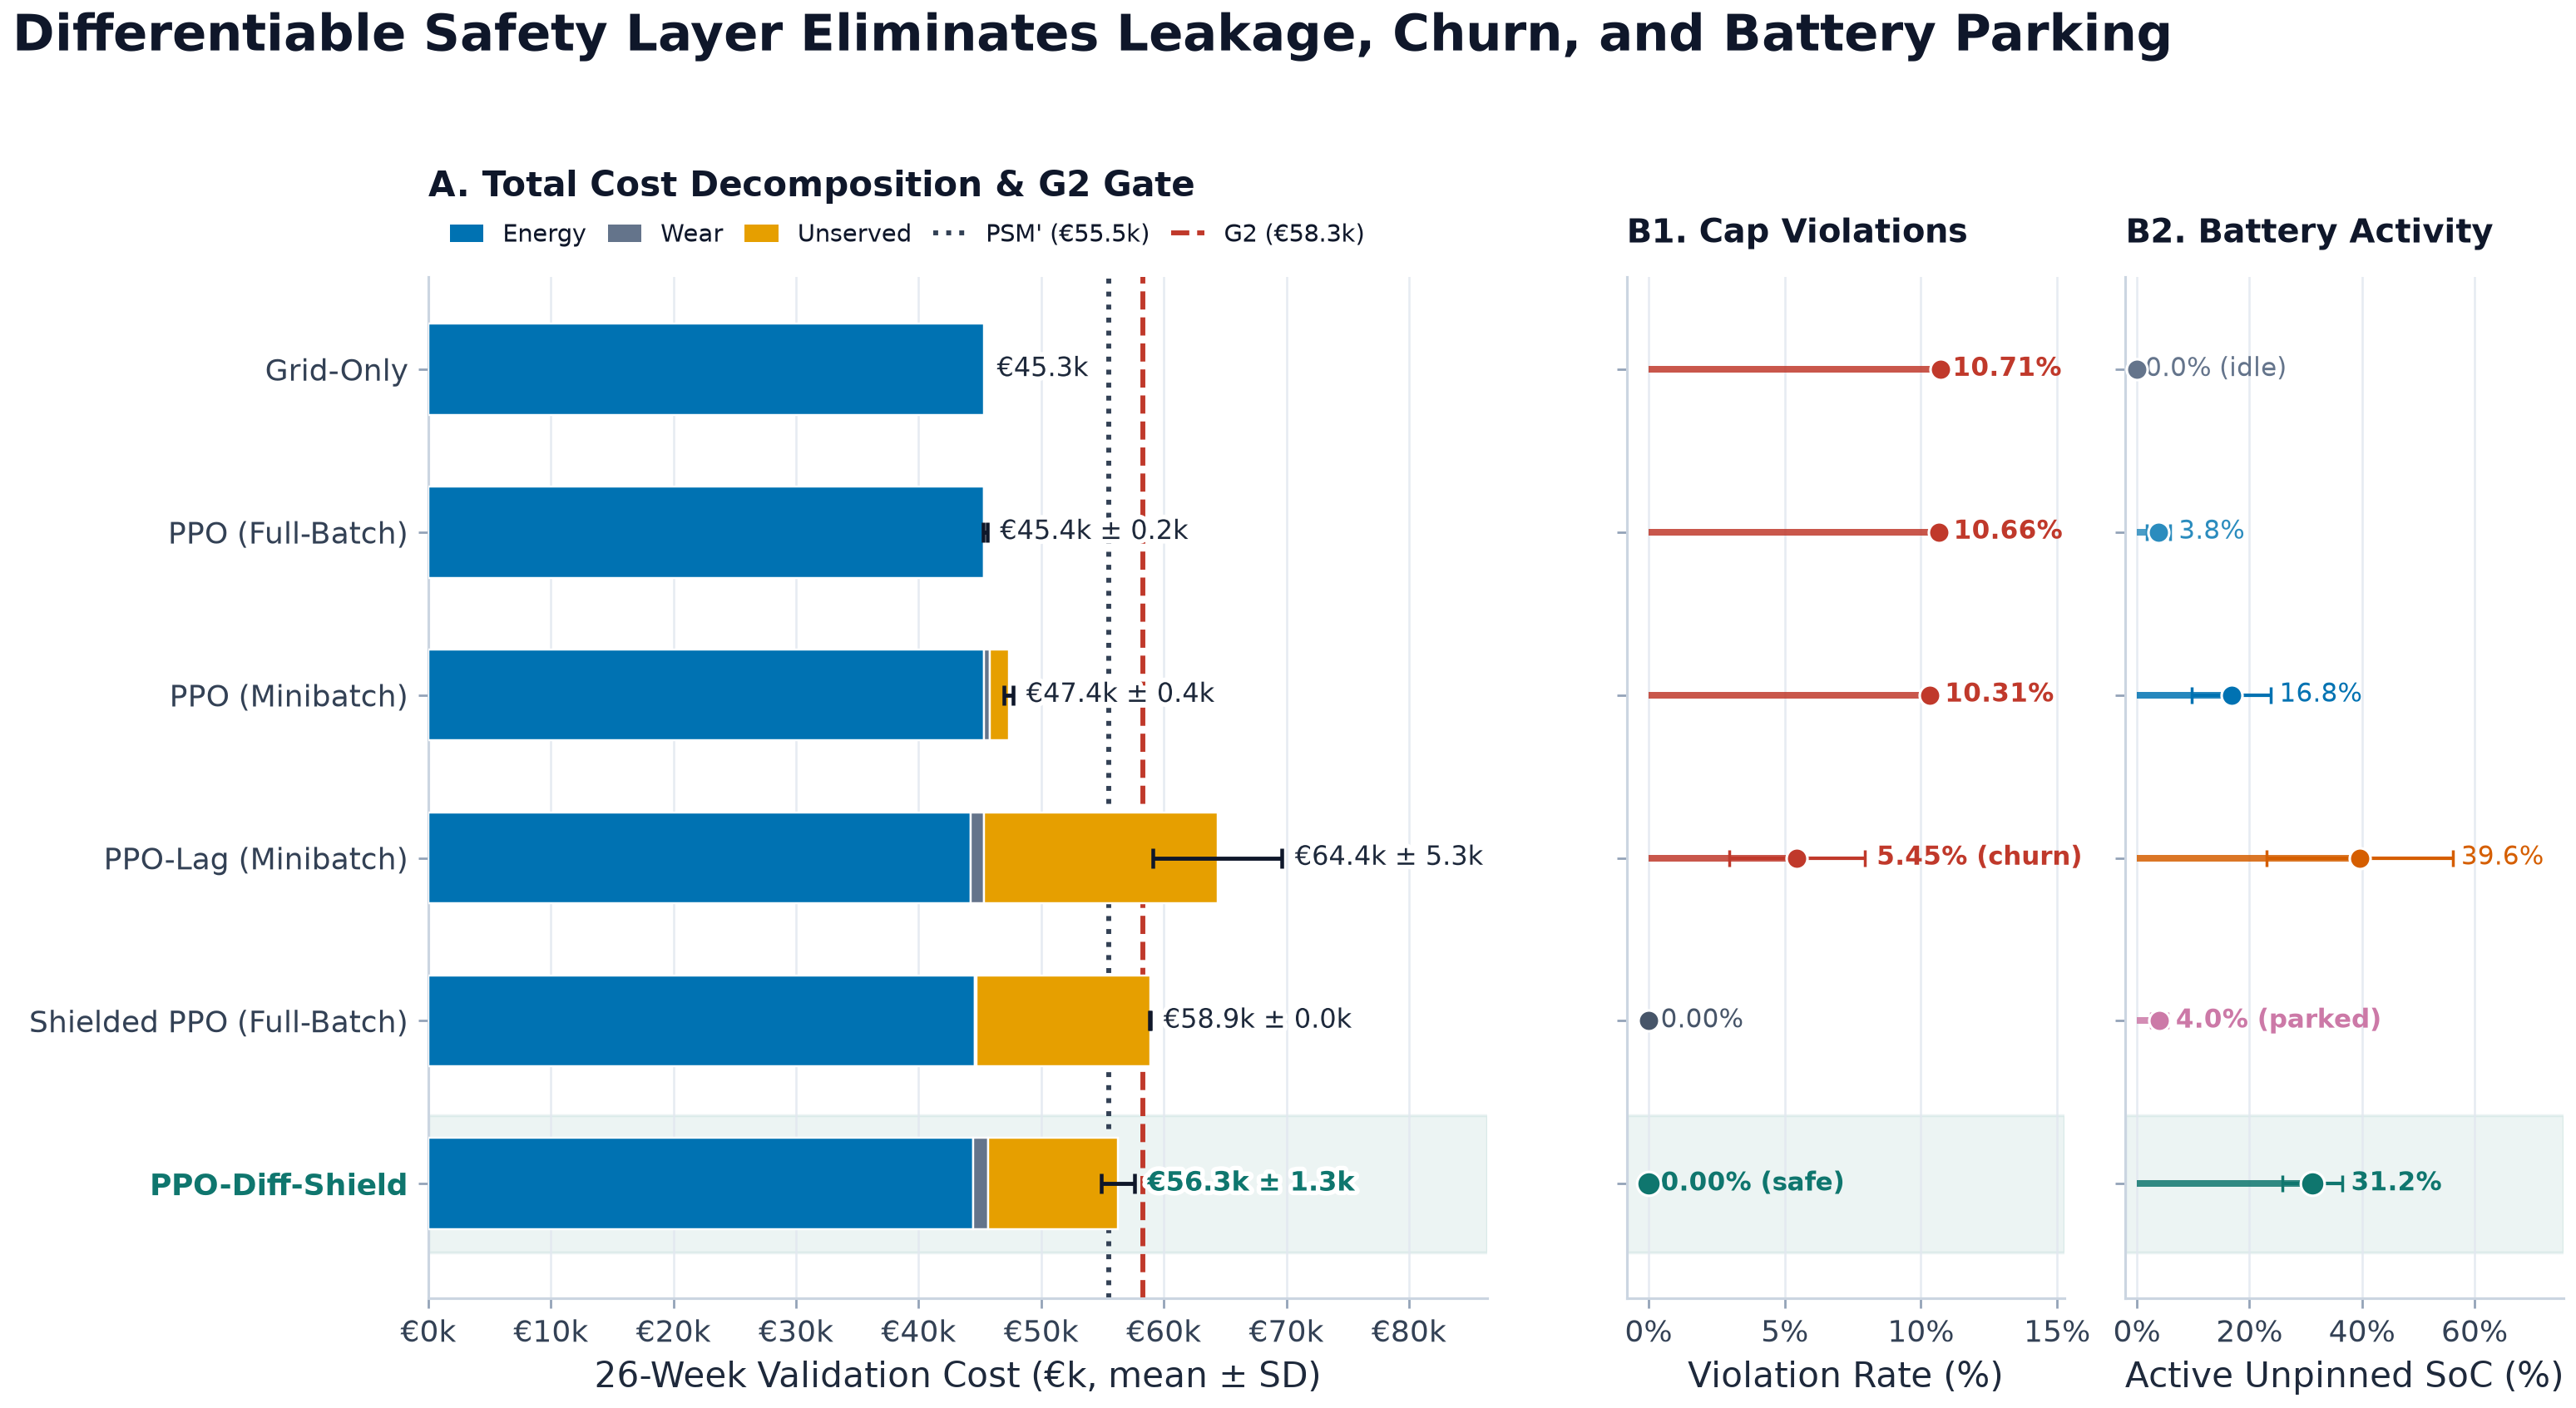 Differentiable Safety Layer Eliminates Leakage, Churn, and Battery Parking
A. Total Cost Decomposition & G2 Gate
Energy Wear Unserved PSM' (€55.5k) G2 (€58.3k)
B1. Cap Violations
B2. Battery Activity
Grid-Only €45.3k 10.71% 0.0% (idle)
PPO (Full-Batch) €45.4k ± 0.2k 10.66% 3.8%
PPO (Minibatch) €47.4k ± 0.4k 10.31% 16.8%
PPO-Lag (Minibatch) €64.4k ± 5.3k 5.45% (churn) 39.6%
Shielded PPO (Full-Batch) €58.9k ± 0.0k 0.00% 4.0% (parked)
PPO-Diff-Shield €56.3k ± 1.3k 0.00% (safe) 31.2%
€0k €10k €20k €30k €40k €50k €60k €70k €80k
26-Week Validation Cost (€k, mean ± SD)
0% 5% 10% 15%
Violation Rate (%)
0% 20% 40% 60%
Active Unpinned SoC (%)